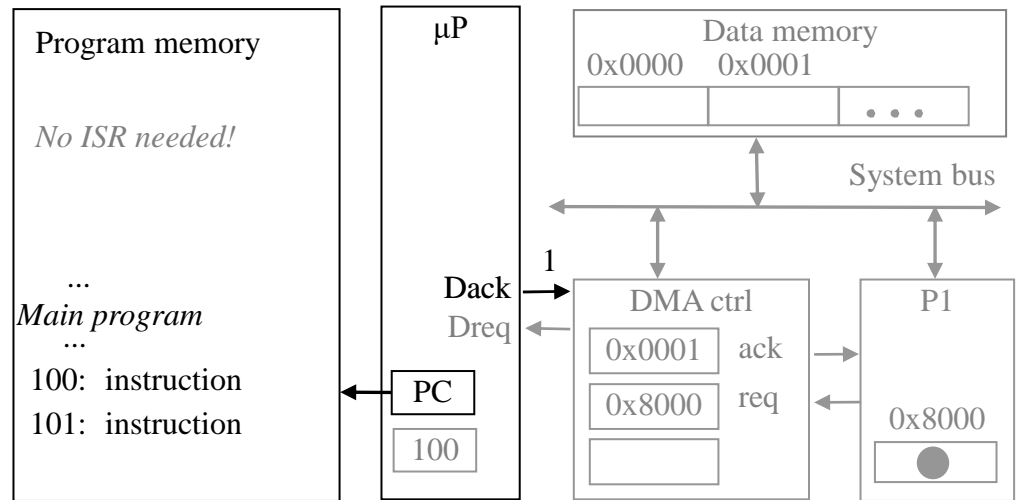 Program memory
No ISR needed!
...
Main program
...
100: instruction
101: instruction
μP
Dack
Dreq
PC
100
1
Data memory
0x0000 0x0001
...
System bus
DMA ctrl
0x0001
ack
0x8000
req
P1
0x8000